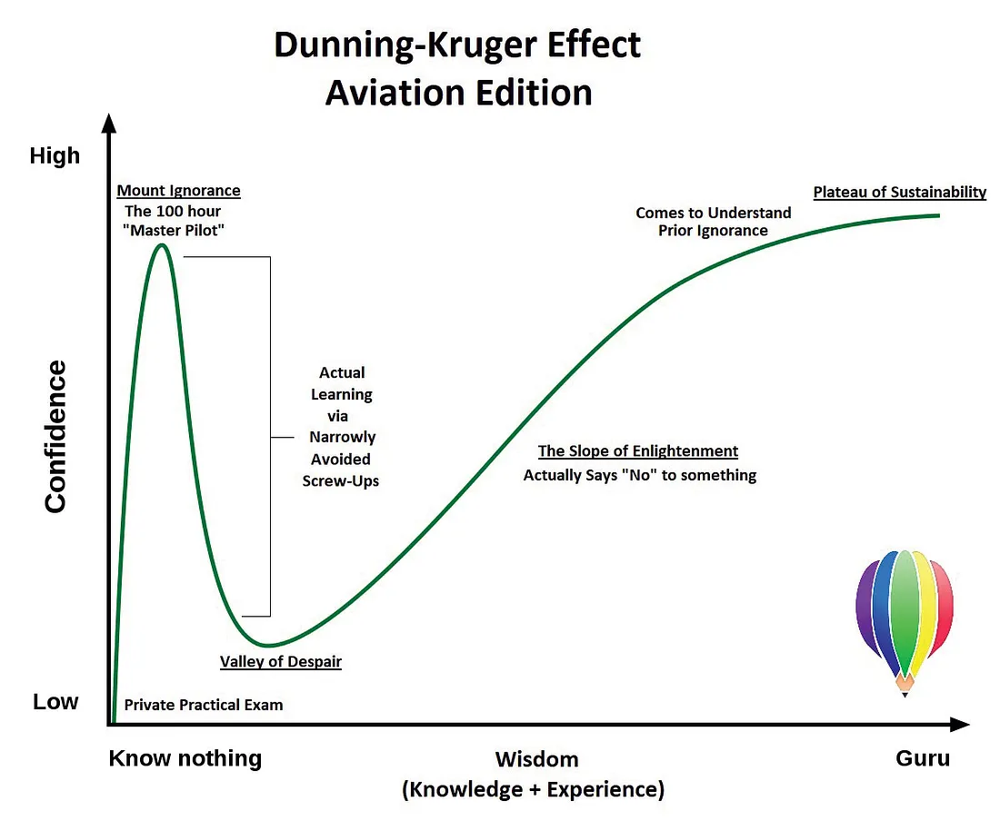 Dunning-Kruger Effect
Aviation Edition
High
Mount Ignorance
The 100 hour
"Master Pilot"
Plateau of Sustainability
Comes to Understand
Prior Ignorance
Confidence
Actual
Learning
via
Narrowly
Avoided
Screw-Ups
The Slope of Enlightenment
Actually Says "No" to something
Valley of Despair
Low
Private Practical Exam
Know nothing
Wisdom
(Knowledge + Experience)
Guru